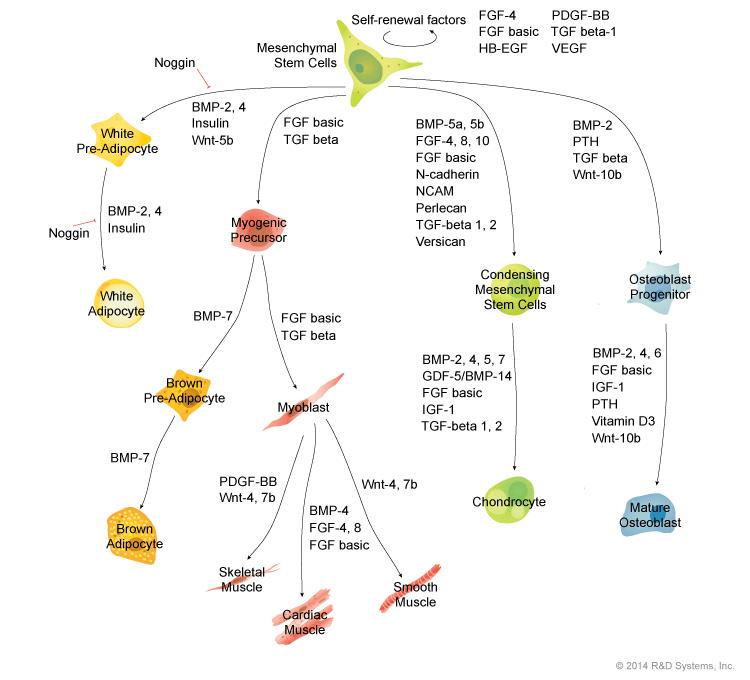 Self-renewal factors
FGF-4
FGF basic
HB-EGF
PDGF-BB
TGF beta-1
VEGF
Mesenchymal
Stem Cells
Noggin
BMP-2, 4
Insulin
Wnt-5b
FGF basic
TGF beta
BMP-5a, 5b
FGF-4, 8, 10
FGF basic
N-cadherin
NCAM
Perlecan
TGF-beta 1, 2
Versican
BMP-2
PTH
TGF beta
Wnt-10b
White
Pre-Adipocyte
Noggin
BMP-2, 4
Insulin
Myogenic
Precursor
Condensing
Mesenchymal
Stem Cells
Osteoblast
Progenitor
White
Adipocyte
BMP-7
FGF basic
TGF beta
BMP-2, 4, 5, 7
GDF-5/BMP-14
FGF basic
IGF-1
TGF-beta 1, 2
BMP-2, 4, 6
FGF basic
IGF-1
PTH
Vitamin D3
Wnt-10b
Brown
Pre-Adipocyte
Myoblast
BMP-7
PDGF-BB
Wnt-4, 7b
BMP-4
FGF-4, 8
FGF basic
Wnt-4, 7b
Chondrocyte
Mature
Osteoblast
Brown
Adipocyte
Skeletal
Muscle
Cardiac
Muscle
Smooth
Muscle
© 2014 R&D Systems, Inc.